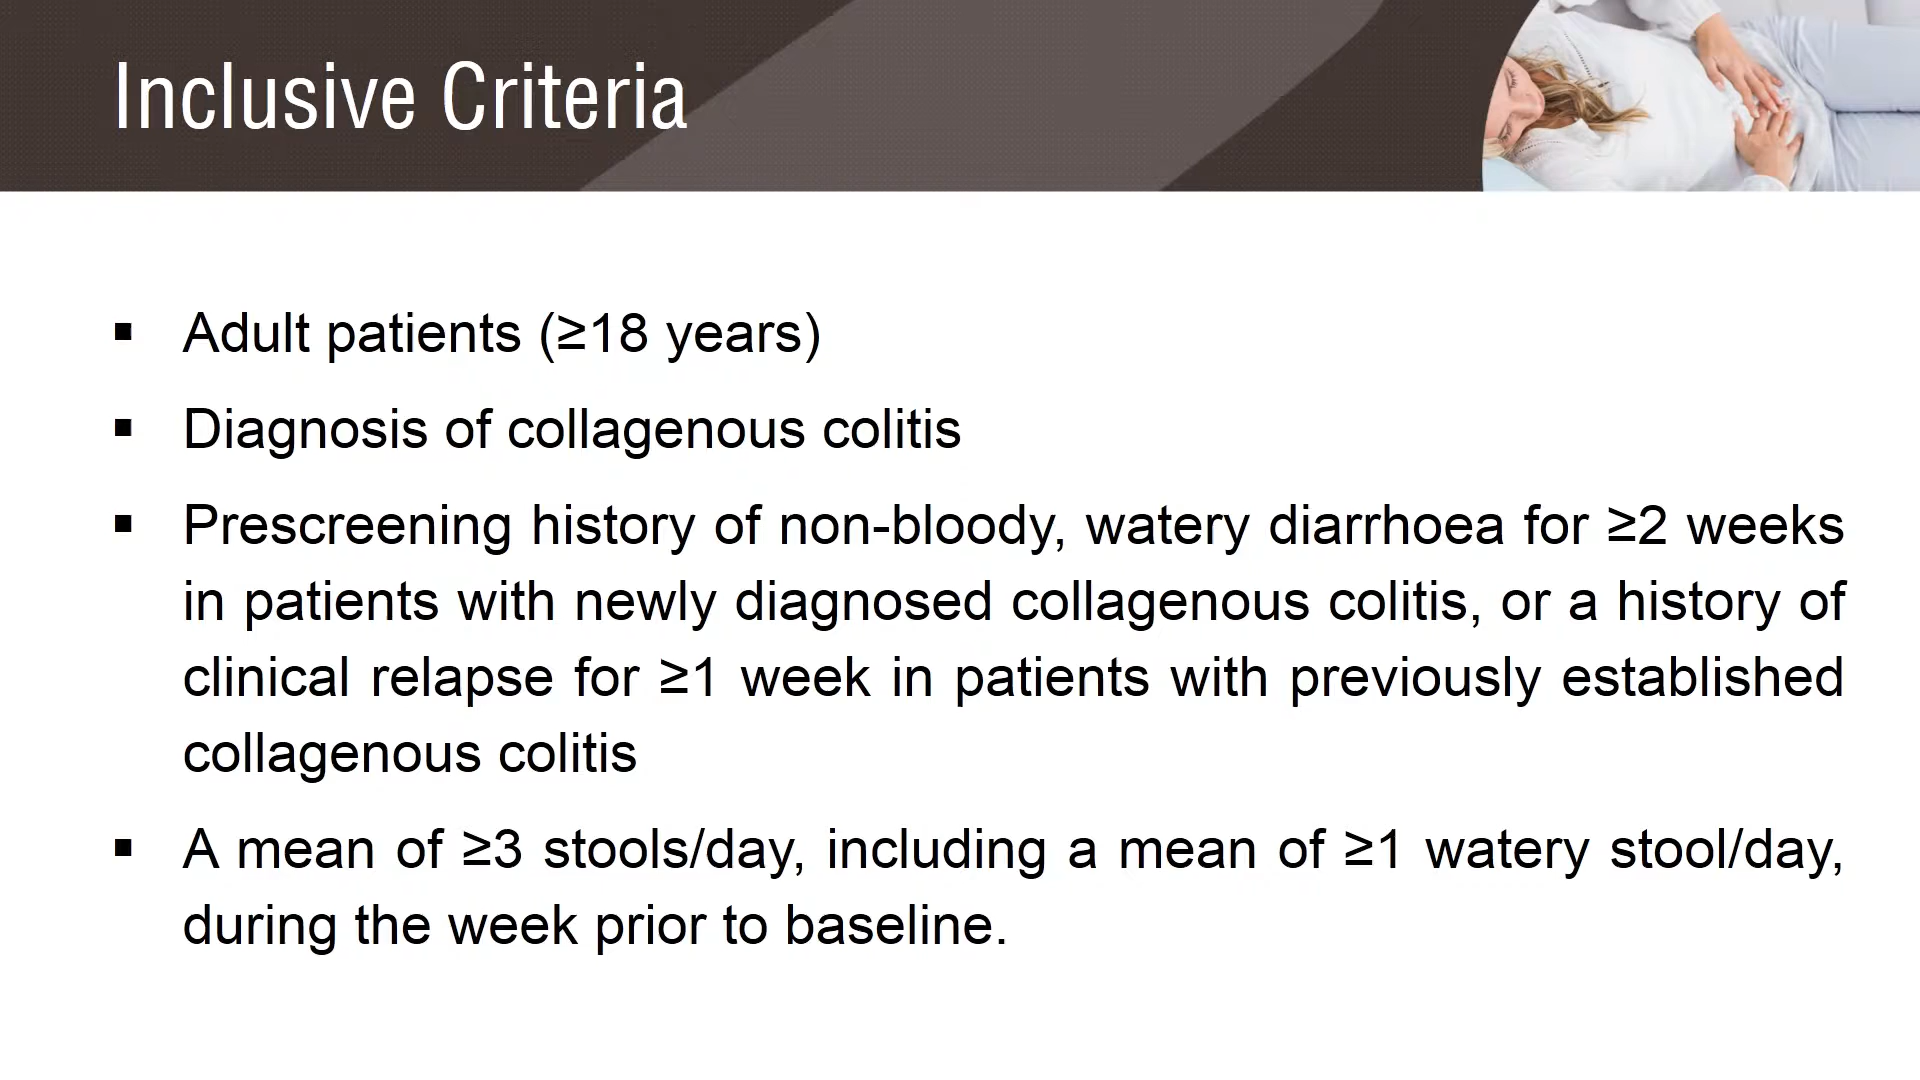 Inclusive Criteria
▪ Adult patients (≥18 years)
▪ Diagnosis of collagenous colitis
▪ Prescreening history of non-bloody, watery diarrhoea for ≥2 weeks
in patients with newly diagnosed collagenous colitis, or a history of
clinical relapse for ≥1 week in patients with previously established
collagenous colitis
▪ A mean of ≥3 stools/day, including a mean of ≥1 watery stool/day,
during the week prior to baseline.